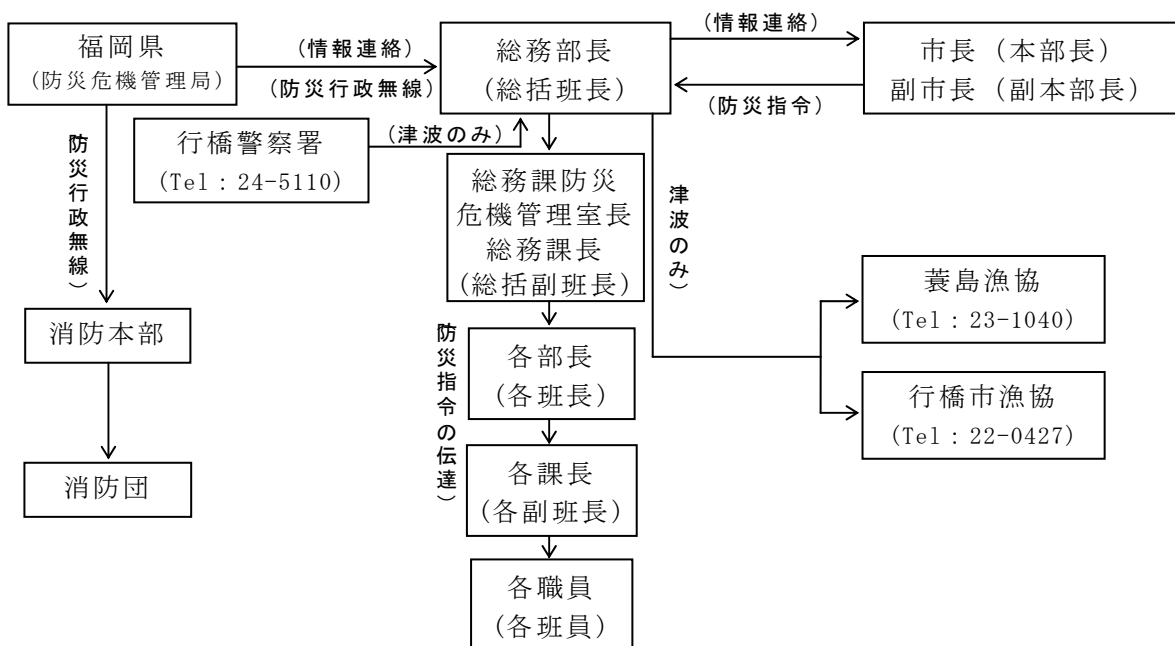 福岡県
(防災危機管理局)
(情報連絡)
(防災行政無線)
総務部長
(総括班長)
(情報連絡)
(防災指令)
市長(本部長)
副市長(副本部長)
行橋警察署
(Tel:24-5110)
(津波のみ)
(防災行政無線)
総務課防災
危機管理室長
総務課長
(総括副班長)
(津波のみ)
蓑島漁協
(Tel:23-1040)
消防本部
(防災指令の伝達)
各部長
(各班長)
行橋市漁協
(Tel:22-0427)
消防団
各課長
(各副班長)
各職員
(各班員)